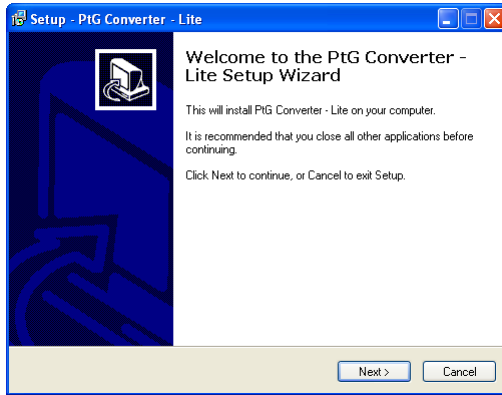 Setup - PtG Converter - Lite
Welcome to the PtG Converter -
Lite Setup Wizard
This will install PtG Converter - Lite on your computer.
It is recommended that you close all other applications before
continuing.
Click Next to continue, or Cancel to exit Setup.
Next >
Cancel